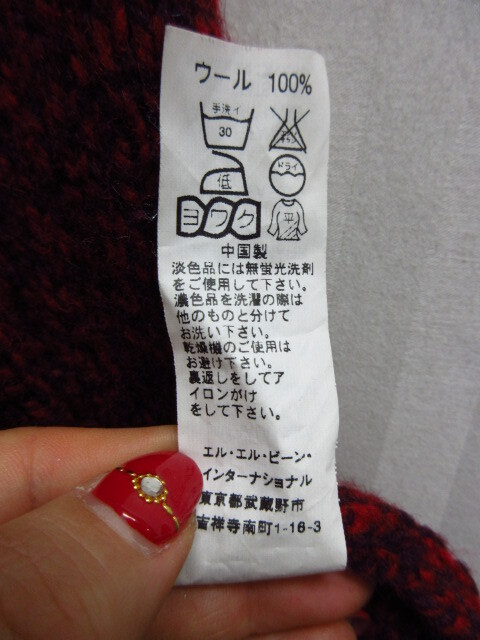 ウール 100%
手洗イ
30
ドライ
低
ヨワク
平
中国製
淡色品には無蛍光洗剤
をご使用して下さい。
濃色品を洗濯の際は
他のものと分けて
お洗い下さい。
乾燥機のご使用は
お避け下さい。
裏返しをしてア
イロンがけ
をして下さい。
エル・エル・ビーン・
インターナショナル
東京都武蔵野市
吉祥寺南町1-16-3